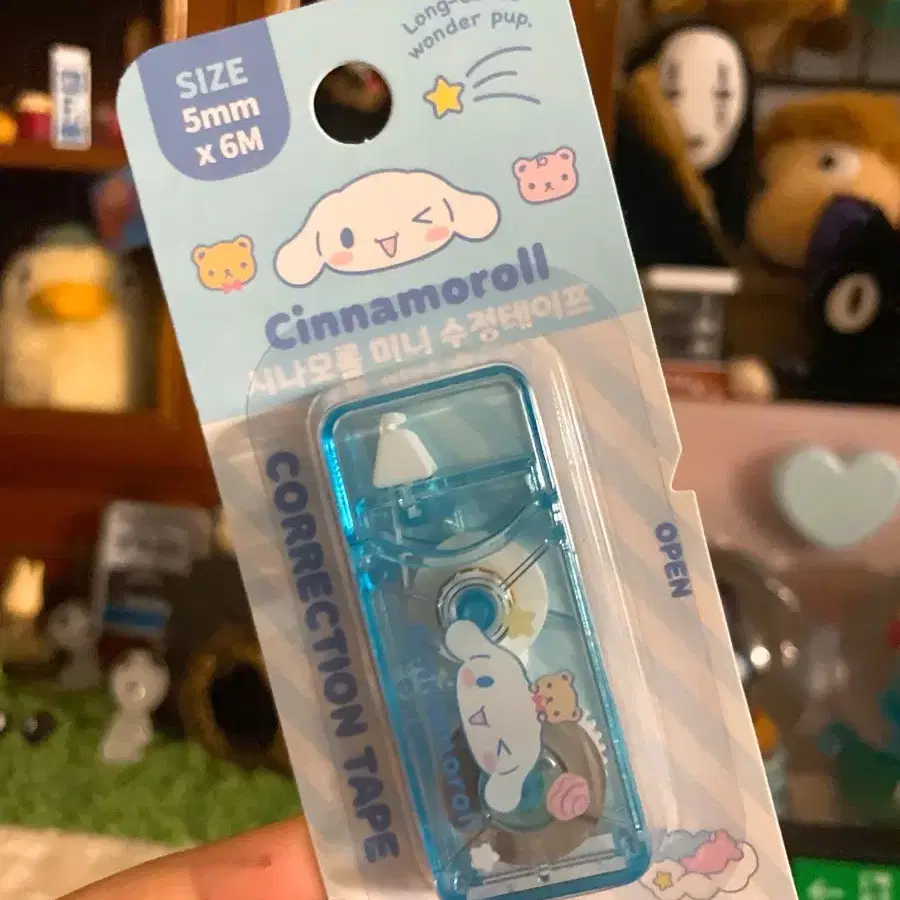 SIZE
5mm
x 6M
wonder pup.
Cinnamoroll
시나모롤 미니 수정테이프
CORRECTION TAPE
OPEN